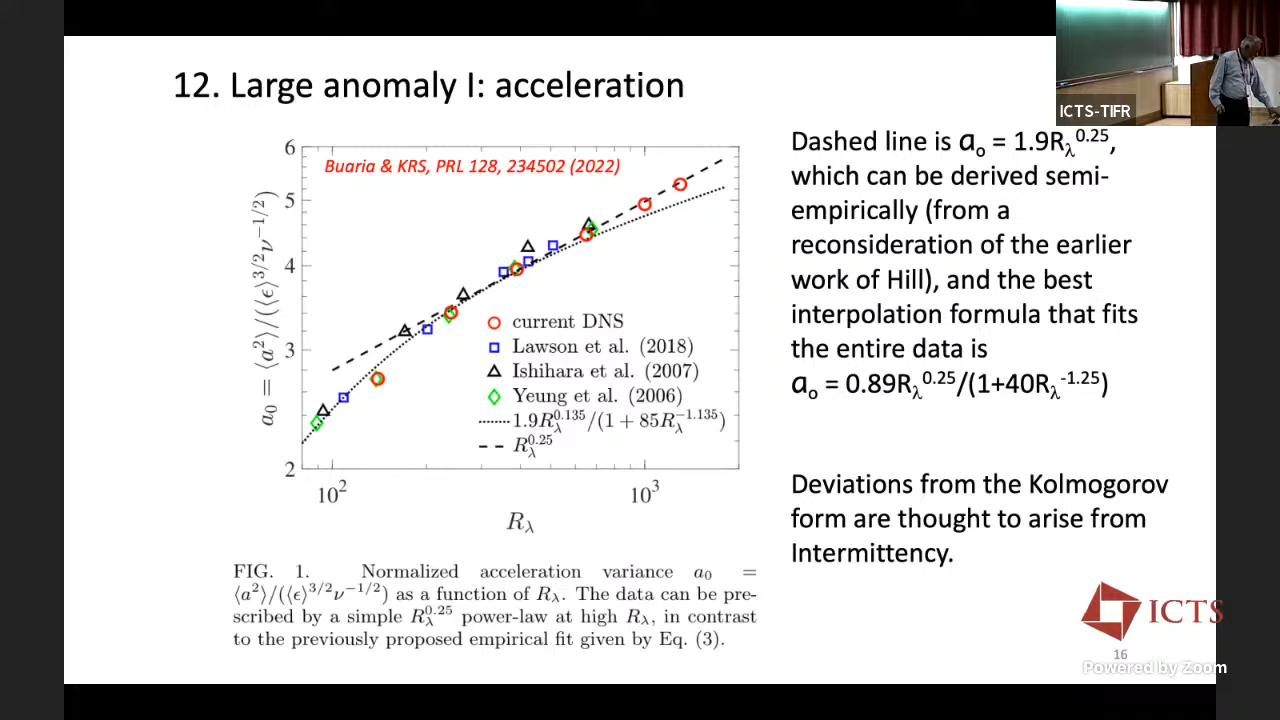 12. Large anomaly I: acceleration
ICTS-TIFR
6
5
4
3
2
a₀ = ⟨a²⟩/(⟨ϵ⟩^3/2 ν^−1/2)
Buaria & KRS, PRL 128, 234502 (2022)
current DNS
Lawson et al. (2018)
Ishihara et al. (2007)
Yeung et al. (2006)
1.9R_λ^0.135/(1 + 85R_λ^−1.135)
R_λ^0.25
10²
10³
R_λ
FIG. 1. Normalized acceleration variance a₀ =
⟨a²⟩/(⟨ϵ⟩^3/2 ν^−1/2) as a function of R_λ. The data can be pre-
scribed by a simple R_λ^0.25 power-law at high R_λ, in contrast
to the previously proposed empirical fit given by Eq. (3).
Dashed line is aₒ = 1.9R_λ^0.25,
which can be derived semi-
empirically (from a
reconsideration of the earlier
work of Hill), and the best
interpolation formula that fits
the entire data is
aₒ = 0.89R_λ^0.25/(1+40R_λ^-1.25)
Deviations from the Kolmogorov
form are thought to arise from
Intermittency.
ICTS
16
Powered by Zoom